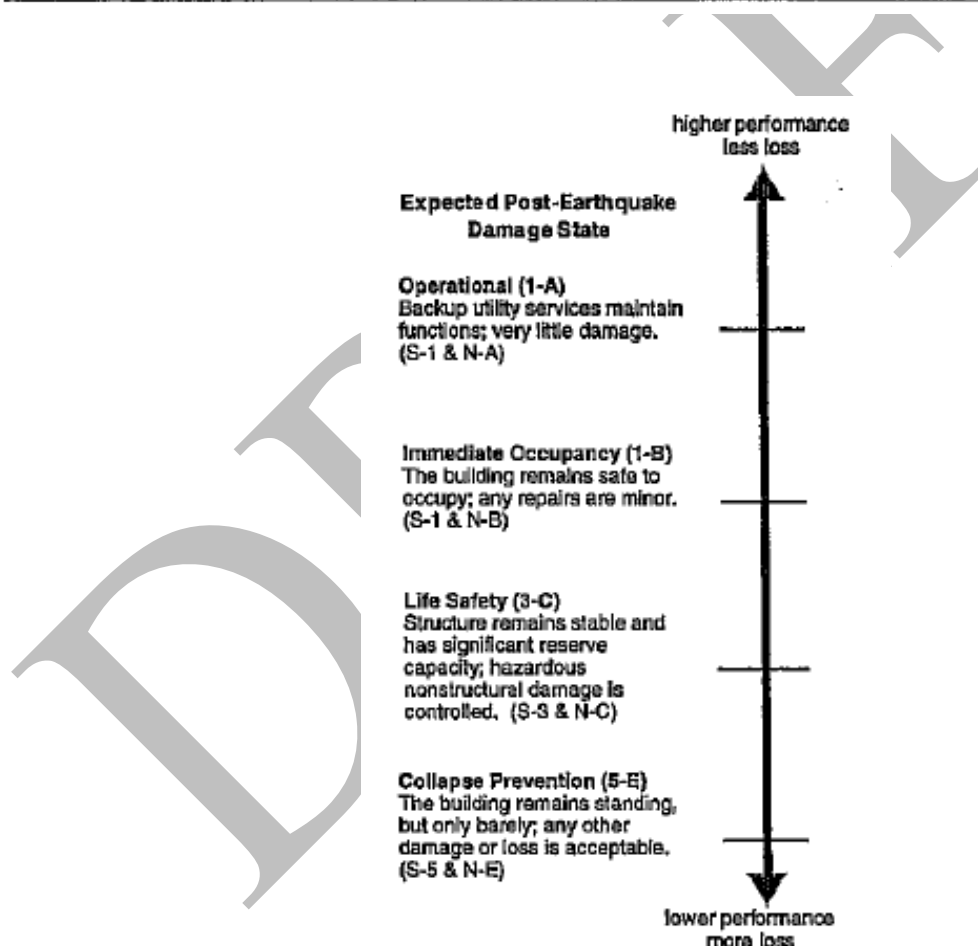 higher performance
less loss
Expected Post-Earthquake
Damage State
Operational (1-A)
Backup utility services maintain
functions; very little damage.
(S-1 & N-A)
Immediate Occupancy (1-B)
The building remains safe to
occupy; any repairs are minor.
(S-1 & N-B)
Life Safety (3-C)
Structure remains stable and
has significant reserve
capacity; hazardous
nonstructural damage is
controlled. (S-3 & N-C)
Collapse Prevention (5-E)
The building remains standing,
but only barely; any other
damage or loss is acceptable.
(S-5 & N-E)
lower performance
more loss